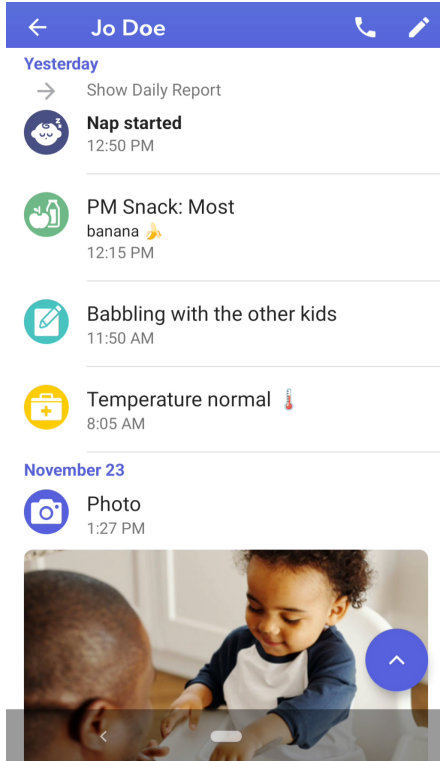 Jo Doe
Yesterday
Show Daily Report
Nap started
12:50 PM
PM Snack: Most
banana 🍌
12:15 PM
Babbling with the other kids
11:50 AM
Temperature normal 🌡️
8:05 AM
November 23
Photo
1:27 PM